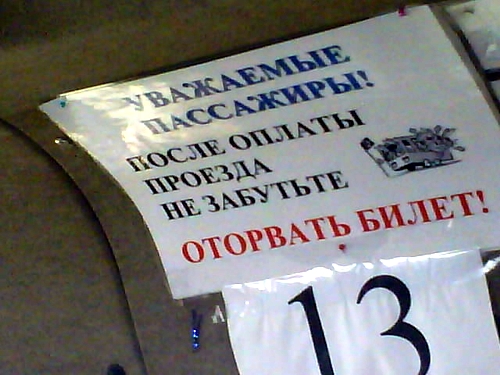 УВАЖАЕМЫЕ
ПАССАЖИРЫ!
ПОСЛЕ ОПЛАТЫ
ПРОЕЗДА
НЕ ЗАБУТЬТЕ
ОТОРВАТЬ БИЛЕТ!
13